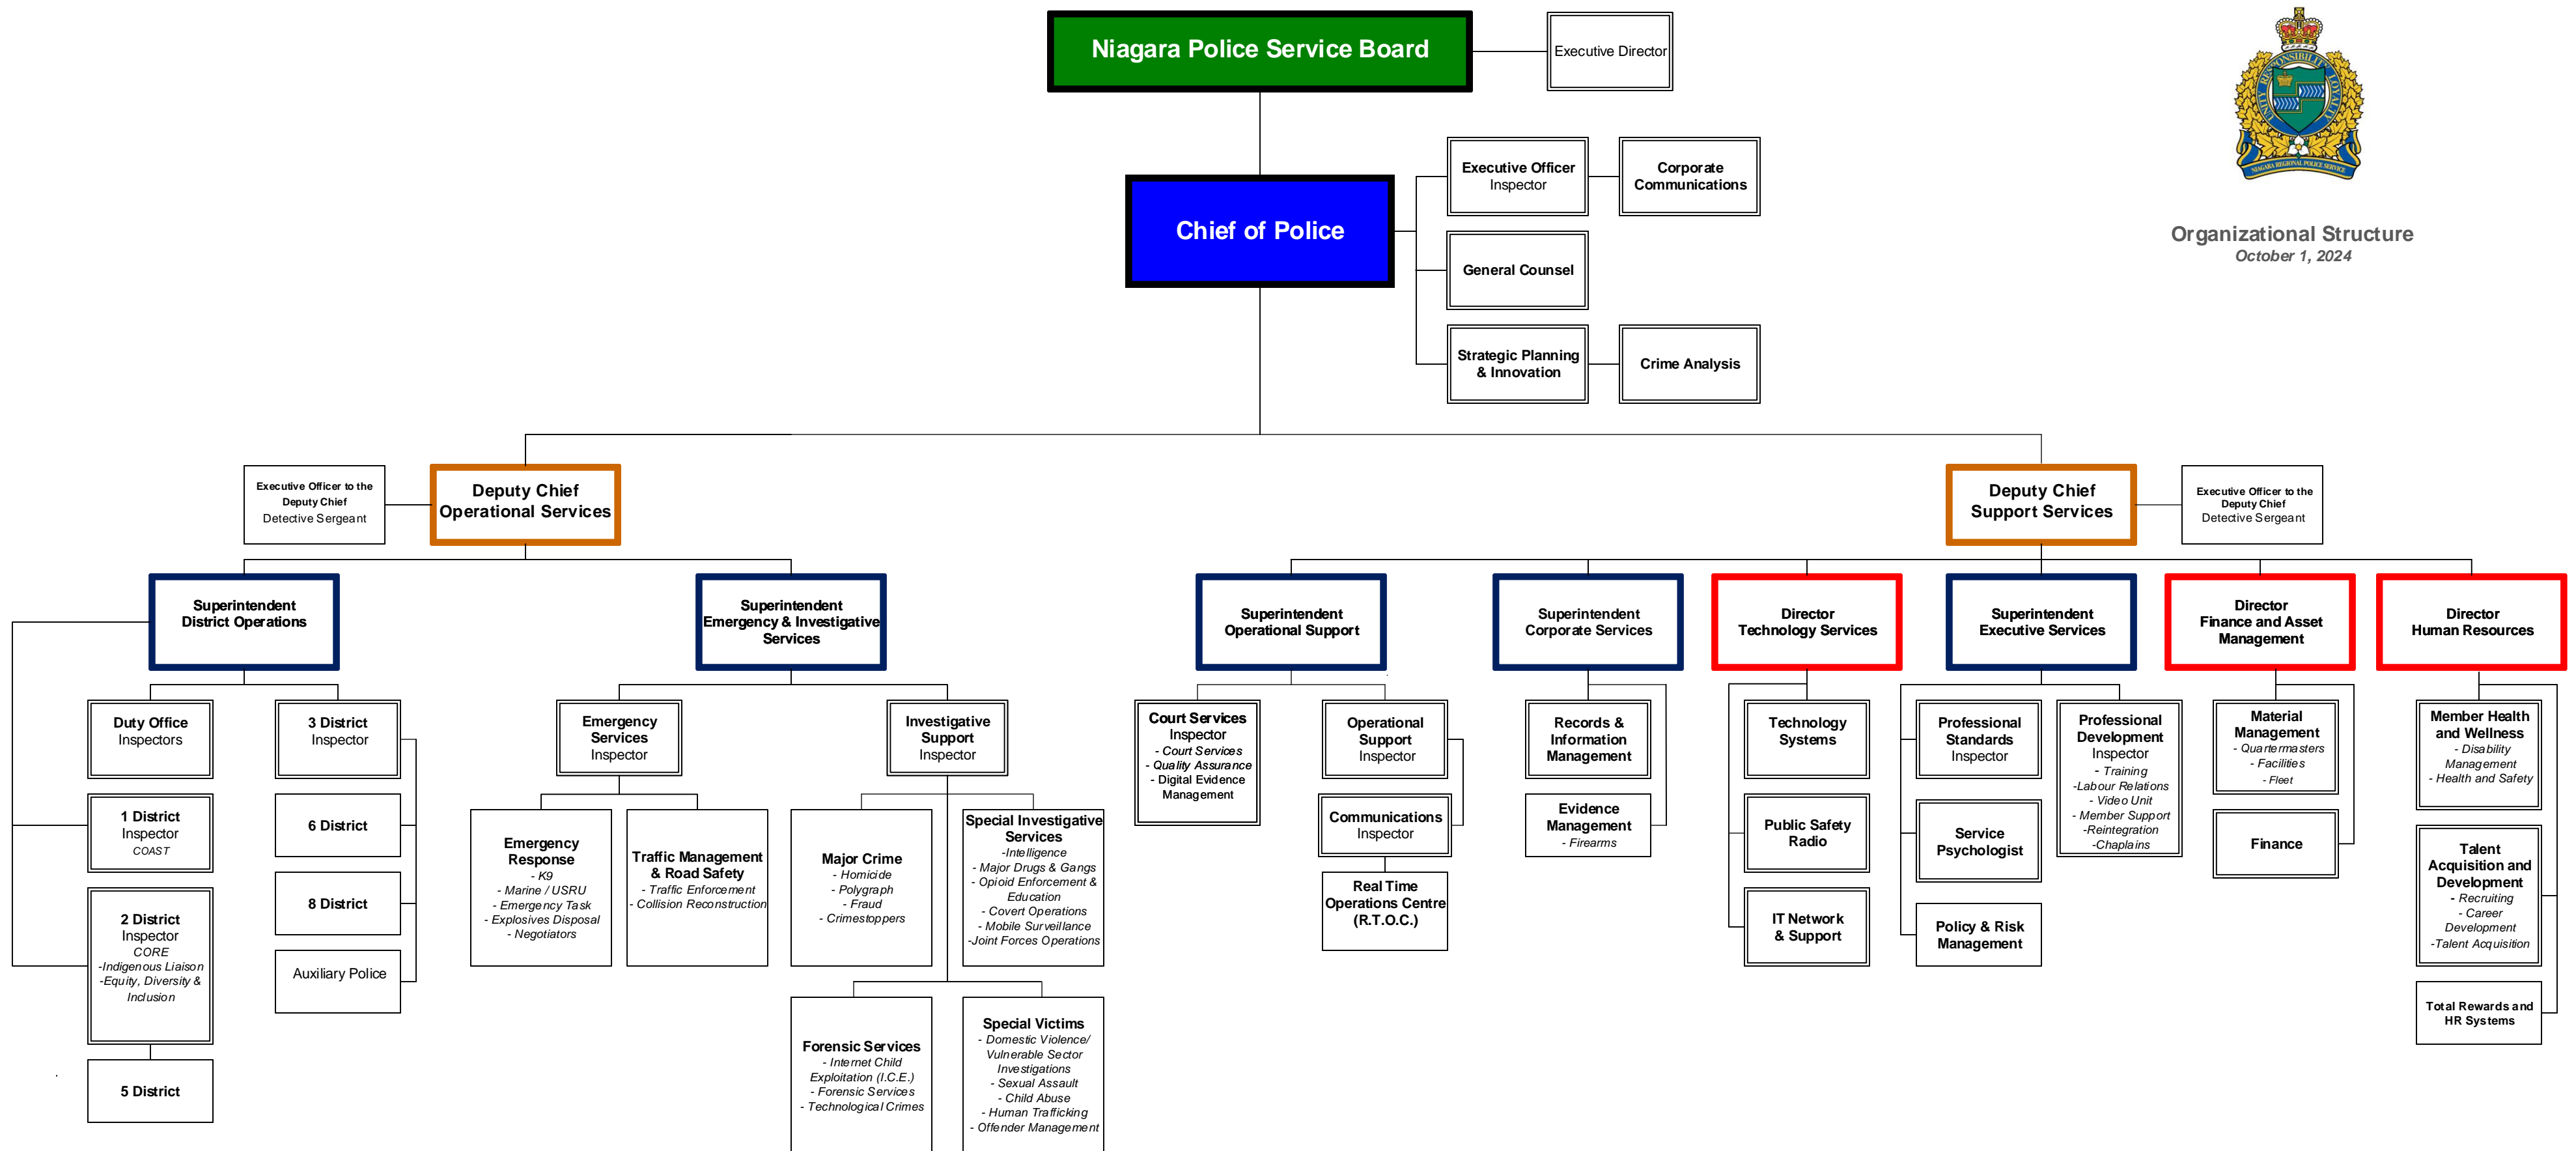 Niagara Police Service Board
Executive Director
UNITY RESPONSIBILITY LOYALTY
NIAGARA REGIONAL POLICE SERVICE
Organizational Structure
October 1, 2024
Chief of Police
Executive Officer
Inspector
Corporate
Communications
General Counsel
Strategic Planning
& Innovation
Crime Analysis
Executive Officer to the
Deputy Chief
Detective Sergeant
Deputy Chief
Operational Services
Deputy Chief
Support Services
Executive Officer to the
Deputy Chief
Detective Sergeant
Superintendent
District Operations
Superintendent
Emergency & Investigative
Services
Superintendent
Operational Support
Superintendent
Corporate Services
Director
Technology Services
Superintendent
Executive Services
Director
Finance and Asset
Management
Director
Human Resources
Duty Office
Inspectors
1 District
Inspector
COAST
2 District
Inspector
CORE
-Indigenous Liaison
-Equity, Diversity &
Inclusion
5 District
3 District
Inspector
6 District
8 District
Auxiliary Police
Emergency
Services
Inspector
Emergency
Response
- K9
- Marine / USRU
- Emergency Task
- Explosives Disposal
- Negotiators
Traffic Management
& Road Safety
- Traffic Enforcement
- Collision Reconstruction
Investigative
Support
Inspector
Major Crime
- Homicide
- Polygraph
- Fraud
- Crimestoppers
Special Investigative
Services
-Intelligence
- Major Drugs & Gangs
- Opioid Enforcement &
Education
- Covert Operations
- Mobile Surveillance
-Joint Forces Operations
Forensic Services
- Internet Child
Exploitation (I.C.E.)
- Forensic Services
- Technological Crimes
Special Victims
- Domestic Violence/
Vulnerable Sector
Investigations
- Sexual Assault
- Child Abuse
- Human Trafficking
- Offender Management
Court Services
Inspector
- Court Services
- Quality Assurance
- Digital Evidence
Management
Operational
Support
Inspector
Communications
Inspector
Real Time
Operations Centre
(R.T.O.C.)
Records &
Information
Management
Evidence
Management
- Firearms
Technology
Systems
Public Safety
Radio
IT Network
& Support
Professional
Standards
Inspector
Service
Psychologist
Policy & Risk
Management
Professional
Development
Inspector
- Training
-Labour Relations
- Video Unit
- Member Support
-Reintegration
-Chaplains
Material
Management
- Quartermasters
- Facilities
- Fleet
Finance
Member Health
and Wellness
- Disability
Management
- Health and Safety
Talent
Acquisition and
Development
- Recruiting
- Career
Development
-Talent Acquisition
Total Rewards and
HR Systems